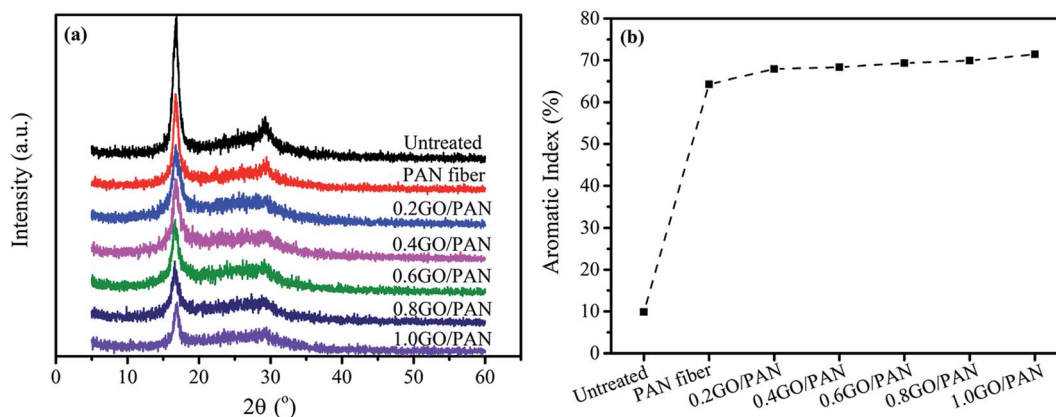 (a)
Intensity (a.u.)
Untreated
PAN fiber
0.2GO/PAN
0.4GO/PAN
0.6GO/PAN
0.8GO/PAN
1.0GO/PAN
0 10 20 30 40 50 60
2θ (°)
(b)
Aromatic Index (%)
80
70
60
50
40
30
20
10
0
Untreated
PAN fiber
0.2GO/PAN
0.4GO/PAN
0.6GO/PAN
0.8GO/PAN
1.0GO/PAN